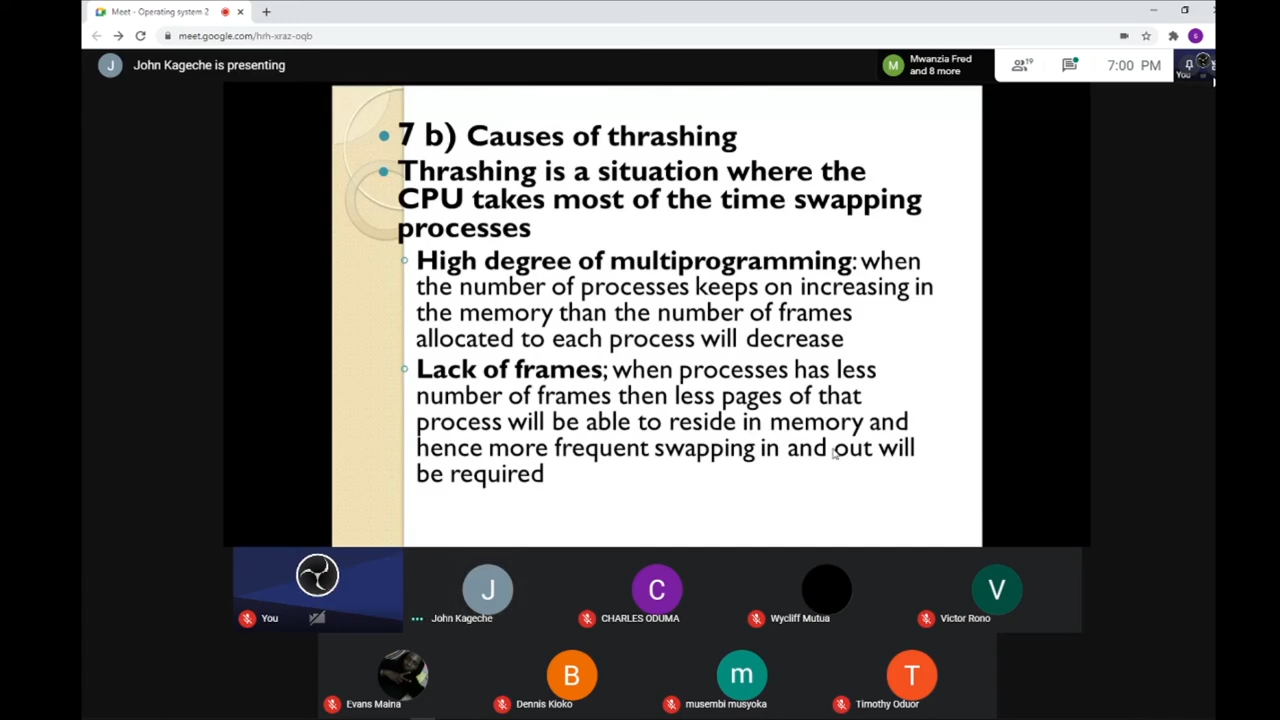 Meet - Operating system 2
meet.google.com/hrh-xraz-oqb
S
J John Kageche is presenting
M Mwanzia Fred
and 8 more
19
7:00 PM
You
7 b) Causes of thrashing
Thrashing is a situation where the
CPU takes most of the time swapping
processes
High degree of multiprogramming: when
the number of processes keeps on increasing in
the memory than the number of frames
allocated to each process will decrease
Lack of frames; when processes has less
number of frames then less pages of that
process will be able to reside in memory and
hence more frequent swapping in and out will
be required
J C V
You John Kageche CHARLES ODUMA Wycliff Mutua Victor Rono
B m T
Evans Maina Dennis Kioko musembi musyoka Timothy Oduor